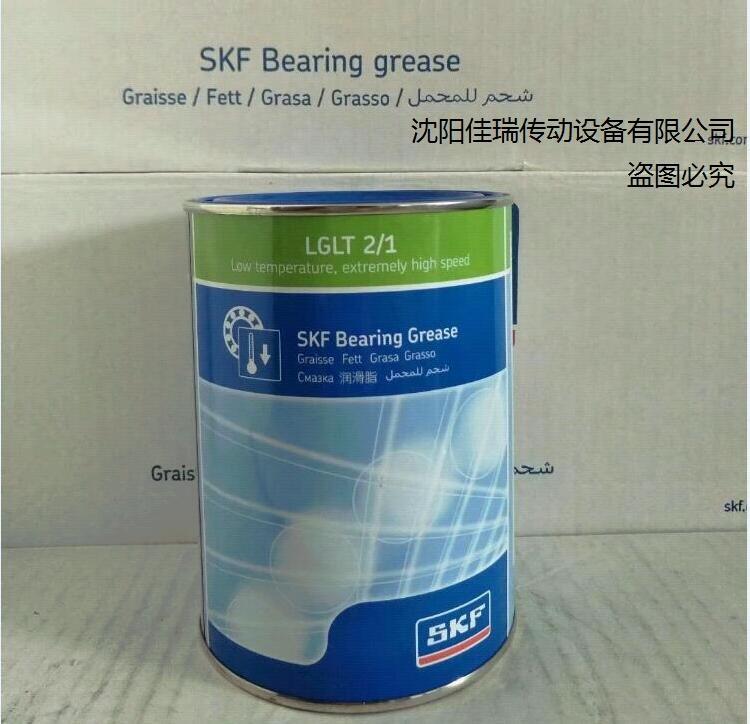 SKF Bearing grease
Graisse / Fett / Grasa / Grasso / شحم للمحمل
沈阳佳瑞传动设备有限公司
盗图必究
LGLT 2/1
Low temperature, extremely high speed
SKF Bearing Grease
Graisse Fett Grasa Grasso
Смазка 润滑脂 شحم للمحمل
Grais
شحم
skf.
SKF